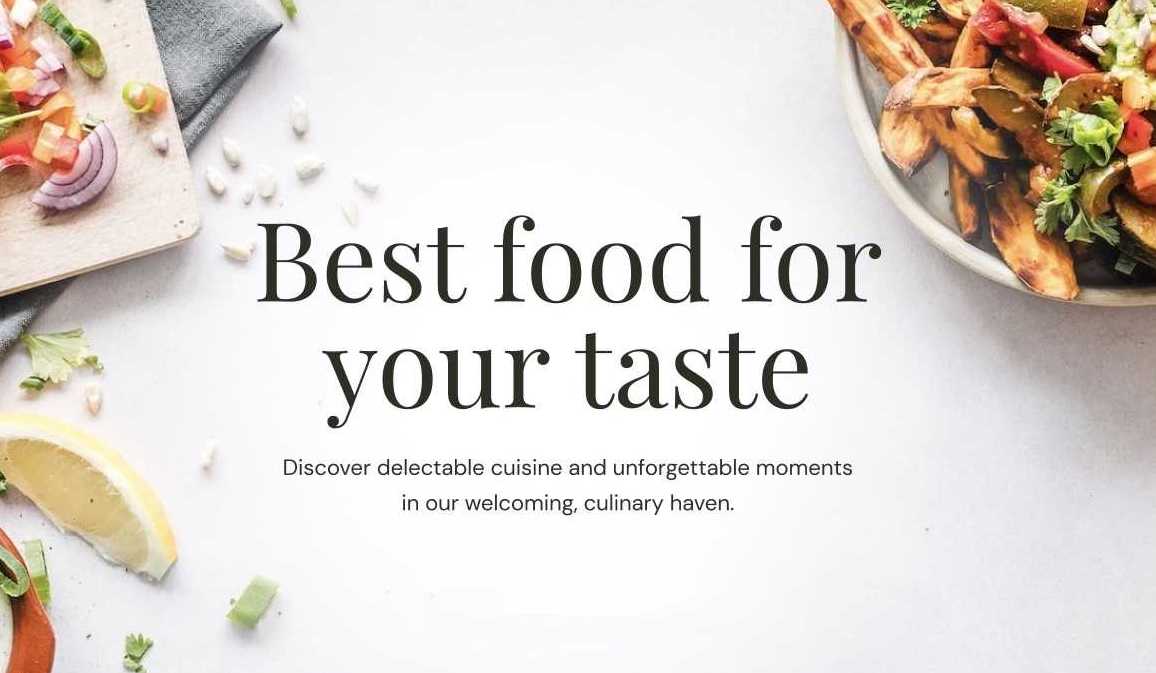 Best food for
your taste
Discover delectable cuisine and unforgettable moments
in our welcoming, culinary haven.